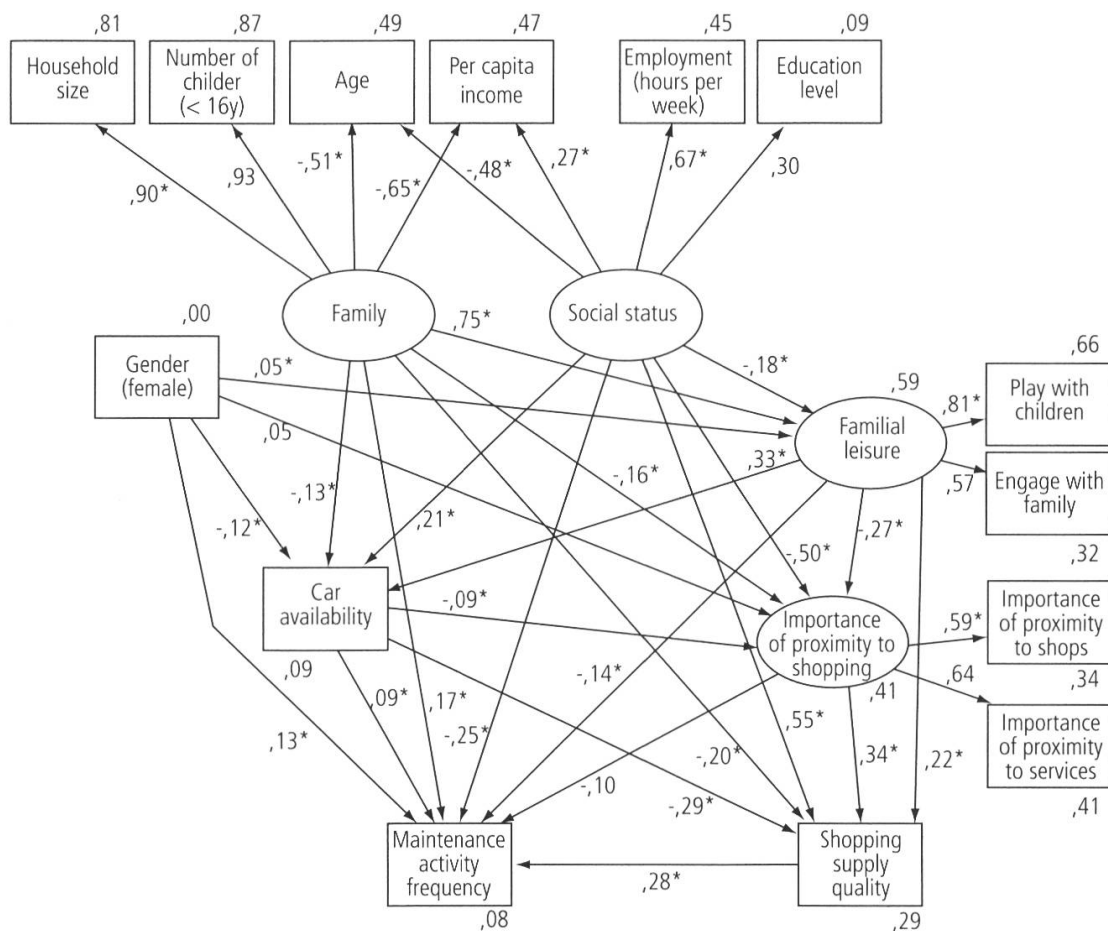 ,81
,87
,49
,47
,45
,09
Household
size
Number of
childer
(< 16y)
Age
Per capita
income
Employment
(hours per
week)
Education
level
,90*
,93
-,51*
-,65*
-,48*
,27*
,67*
,30
Family
Social status
,00
Gender
(female)
,05*
,75*
-,18*
,59
,66
Play with
children
,81*
Familial
leisure
,05
,33*
,57
Engage with
family
,32
-,12*
-,13*
,21*
-,16*
-,50*
-,27*
Car
availability
,09
-,09*
Importance
of proximity to
shopping
,41
,59*
Importance
of proximity
to shops
,34
,64
Importance
of proximity
to services
,41
,13*
,09*
,17*
-,25*
-,14*
-,10
-,20*
-,29*
,55*
,34*
,22*
Maintenance
activity
frequency
,08
,28*
Shopping
supply
quality
,29